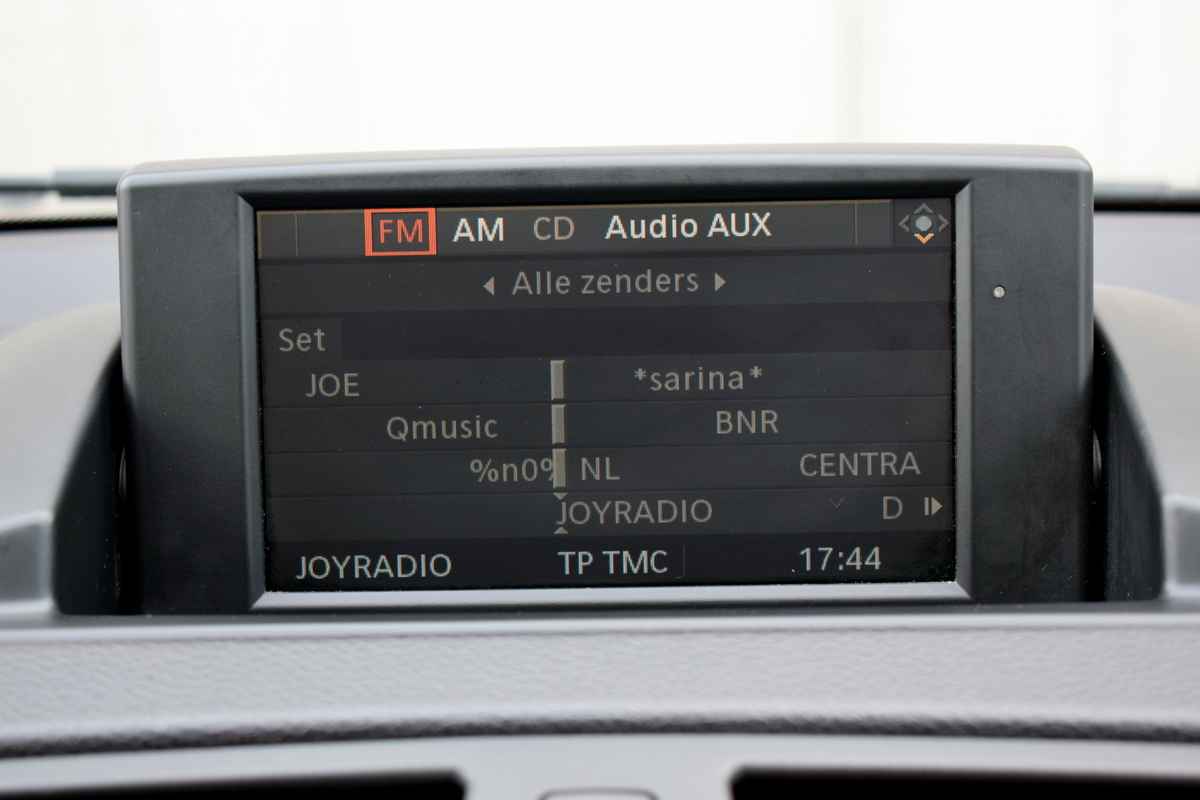 FM AM CD Audio AUX
Alle zenders
Set
JOE *sarina*
Qmusic BNR
%n0% NL CENTRA
JOYRADIO D
JOYRADIO TP TMC 17:44